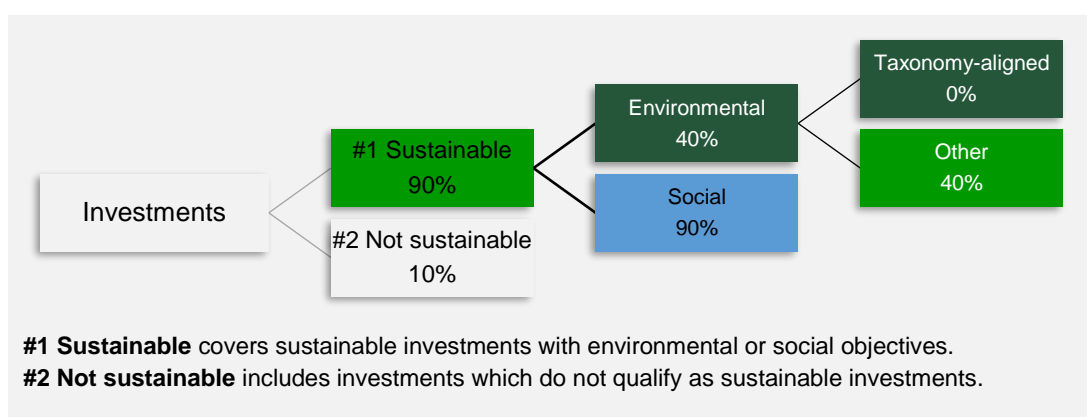 Investments
#1 Sustainable
90%
#2 Not sustainable
10%
Environmental
40%
Social
90%
Taxonomy-aligned
0%
Other
40%
#1 Sustainable covers sustainable investments with environmental or social objectives.
#2 Not sustainable includes investments which do not qualify as sustainable investments.